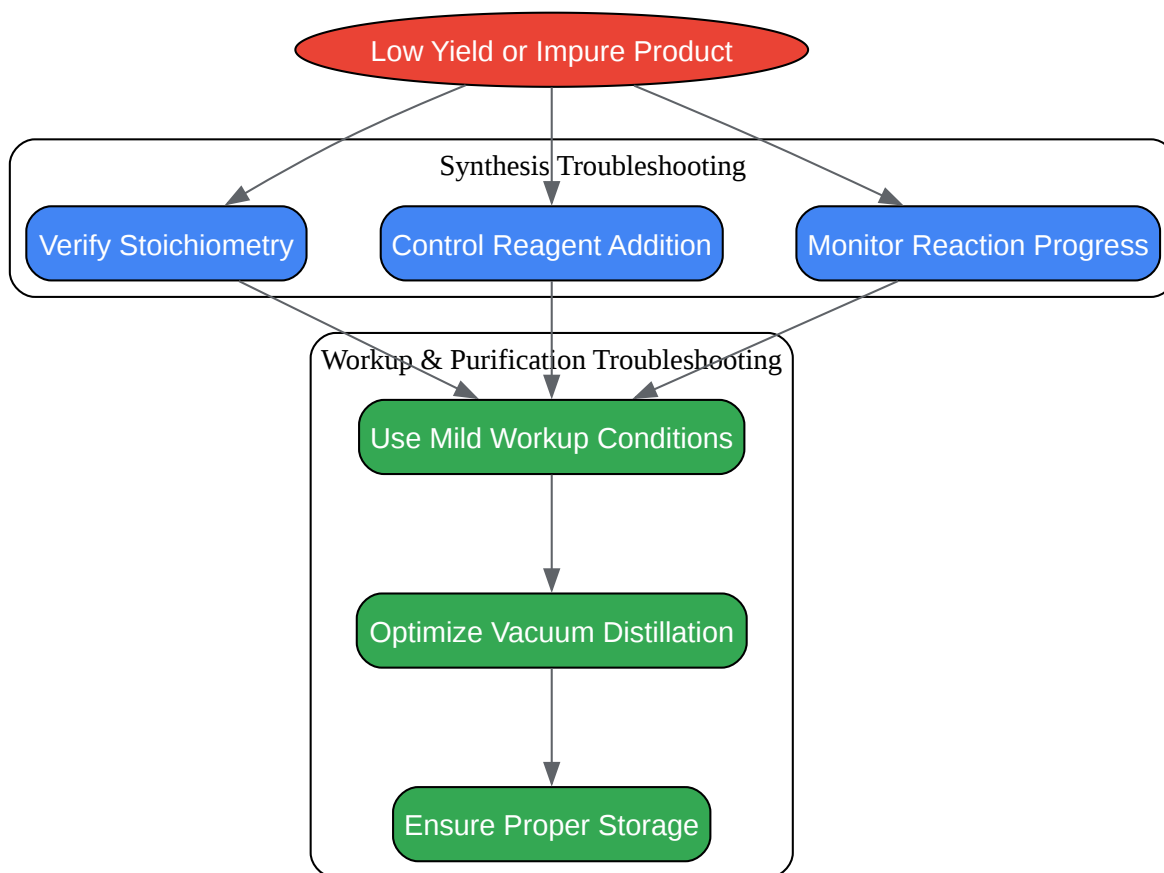 Low Yield or Impure Product
Synthesis Troubleshooting
Verify Stoichiometry
Control Reagent Addition
Monitor Reaction Progress
Workup & Purification Troubleshooting
Use Mild Workup Conditions
Optimize Vacuum Distillation
Ensure Proper Storage